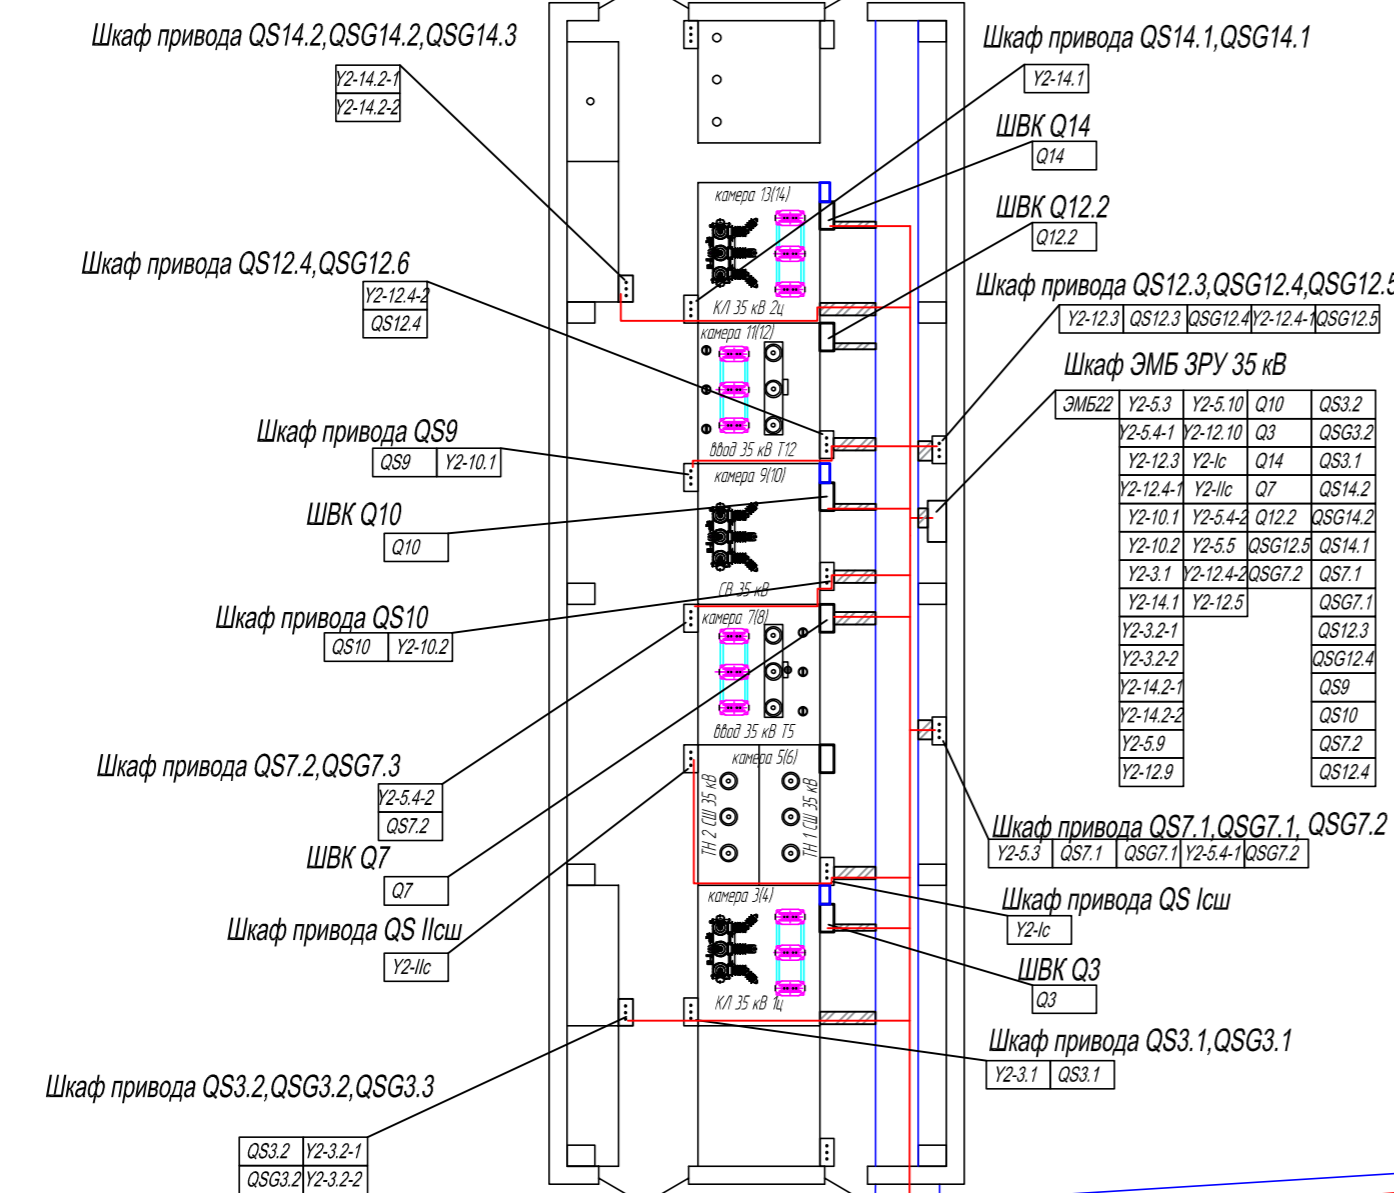 Шкаф привода QS14.2,QSG14.2,QSG14.3
Y2-14.2-1
Y2-14.2-2
Шкаф привода QS14.1,QSG14.1
Y2-14.1
ШВК Q14
Q14
ШВК Q12.2
Q12.2
Шкаф привода QS12.4,QSG12.6
Y2-12.4-2
QS12.4
Шкаф привода QS12.3,QSG12.4,QSG12.5
Y2-12.3 QS12.3 QSG12.4 Y2-12.4-1 QSG12.5
Шкаф ЭМБ ЗРУ 35 кВ
ЭМБ22 Y2-5.3 Y2-5.10 Q10 QS3.2
Y2-5.4-1 Y2-12.10 Q3 QSG3.2
Y2-12.3 Y2-Ic Q14 QS3.1
Y2-12.4-1 Y2-IIc Q7 QS14.2
Y2-10.1 Y2-5.4-2 Q12.2 QSG14.2
Y2-10.2 Y2-5.5 QSG12.5 QS14.1
Y2-3.1 Y2-12.4-2 QSG7.2 QS7.1
Y2-14.1 Y2-12.5 QSG7.1
Y2-3.2-1 QS12.3
Y2-3.2-2 QSG12.4
Y2-14.2-1 QS9
Y2-14.2-2 QS10
Y2-5.9 QS7.2
Y2-12.9 QS12.4
Шкаф привода QS9
QS9 Y2-10.1
ШВК Q10
Q10
Шкаф привода QS10
QS10 Y2-10.2
Шкаф привода QS7.2,QSG7.3
Y2-5.4-2
QS7.2
ШВК Q7
Q7
Шкаф привода QS IIсш
Y2-IIc
Шкаф привода QS3.2,QSG3.2,QSG3.3
QS3.2 Y2-3.2-1
QSG3.2 Y2-3.2-2
камера 13(14)
КЛ 35 кВ 2ц
камера 11(12)
ввод 35 кВ Т12
камера 9(10)
СВ 35 кВ
камера 7(8)
ввод 35 кВ Т5
камера 5(6)
ТН 2 СШ 35 кВ
ТН 1 СШ 35 кВ
камера 3(4)
КЛ 35 кВ 1ц
Шкаф привода QS7.1,QSG7.1, QSG7.2
Y2-5.3 QS7.1 QSG7.1 Y2-5.4-1 QSG7.2
Шкаф привода QS Iсш
Y2-Ic
ШВК Q3
Q3
Шкаф привода QS3.1,QSG3.1
Y2-3.1 QS3.1